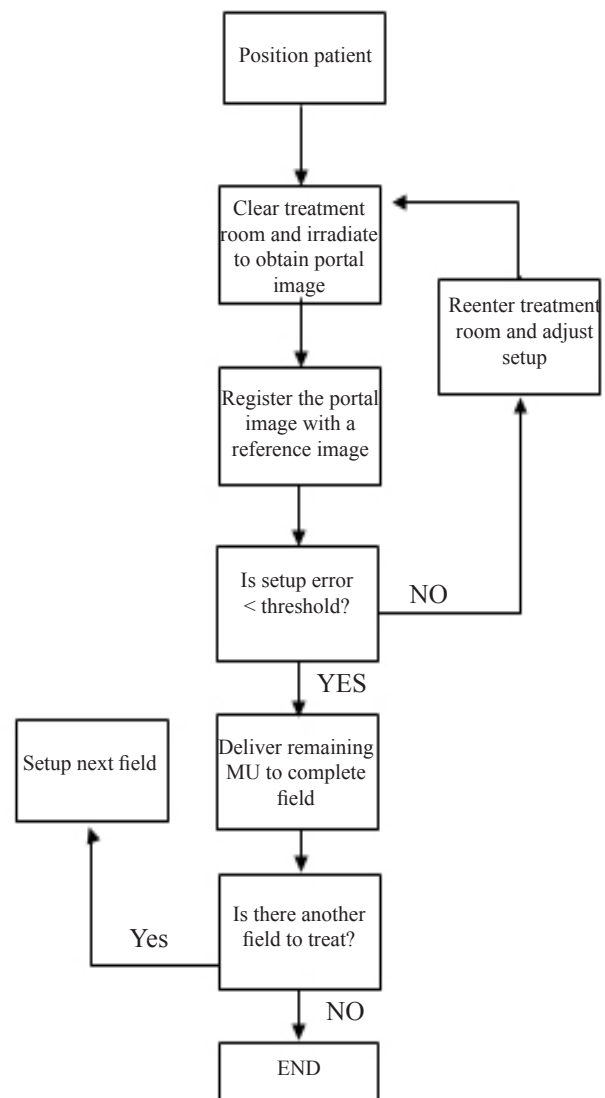 Position patient
Clear treatment
room and irradiate
to obtain portal
image
Reenter treatment
room and adjust
setup
Register the portal
image with a
reference image
Is setup error
< threshold?
NO
YES
Deliver remaining
MU to complete
field
Setup next field
Is there another
field to treat?
Yes
NO
END